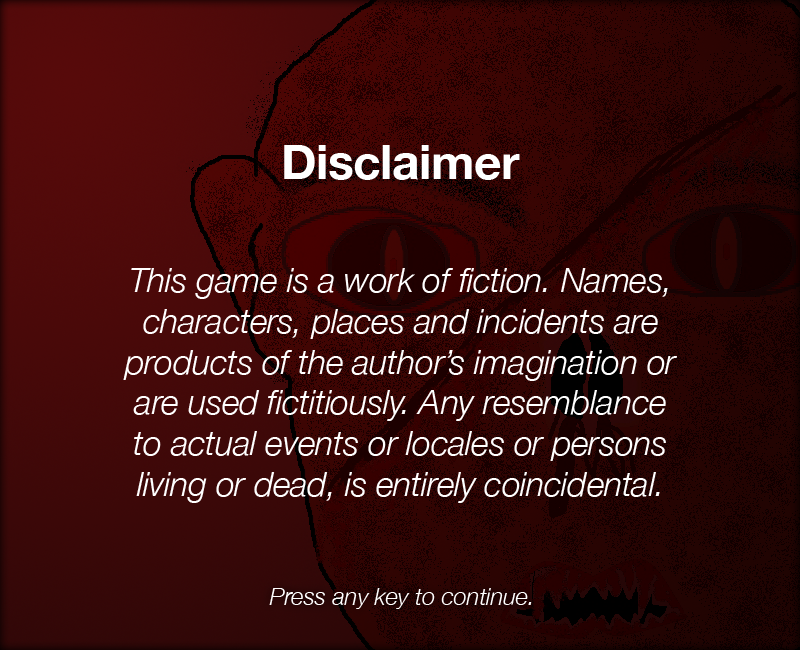 Disclaimer
This game is a work of fiction. Names,
characters, places and incidents are
products of the author’s imagination or
are used fictitiously. Any resemblance
to actual events or locales or persons
living or dead, is entirely coincidental.
Press any key to continue.